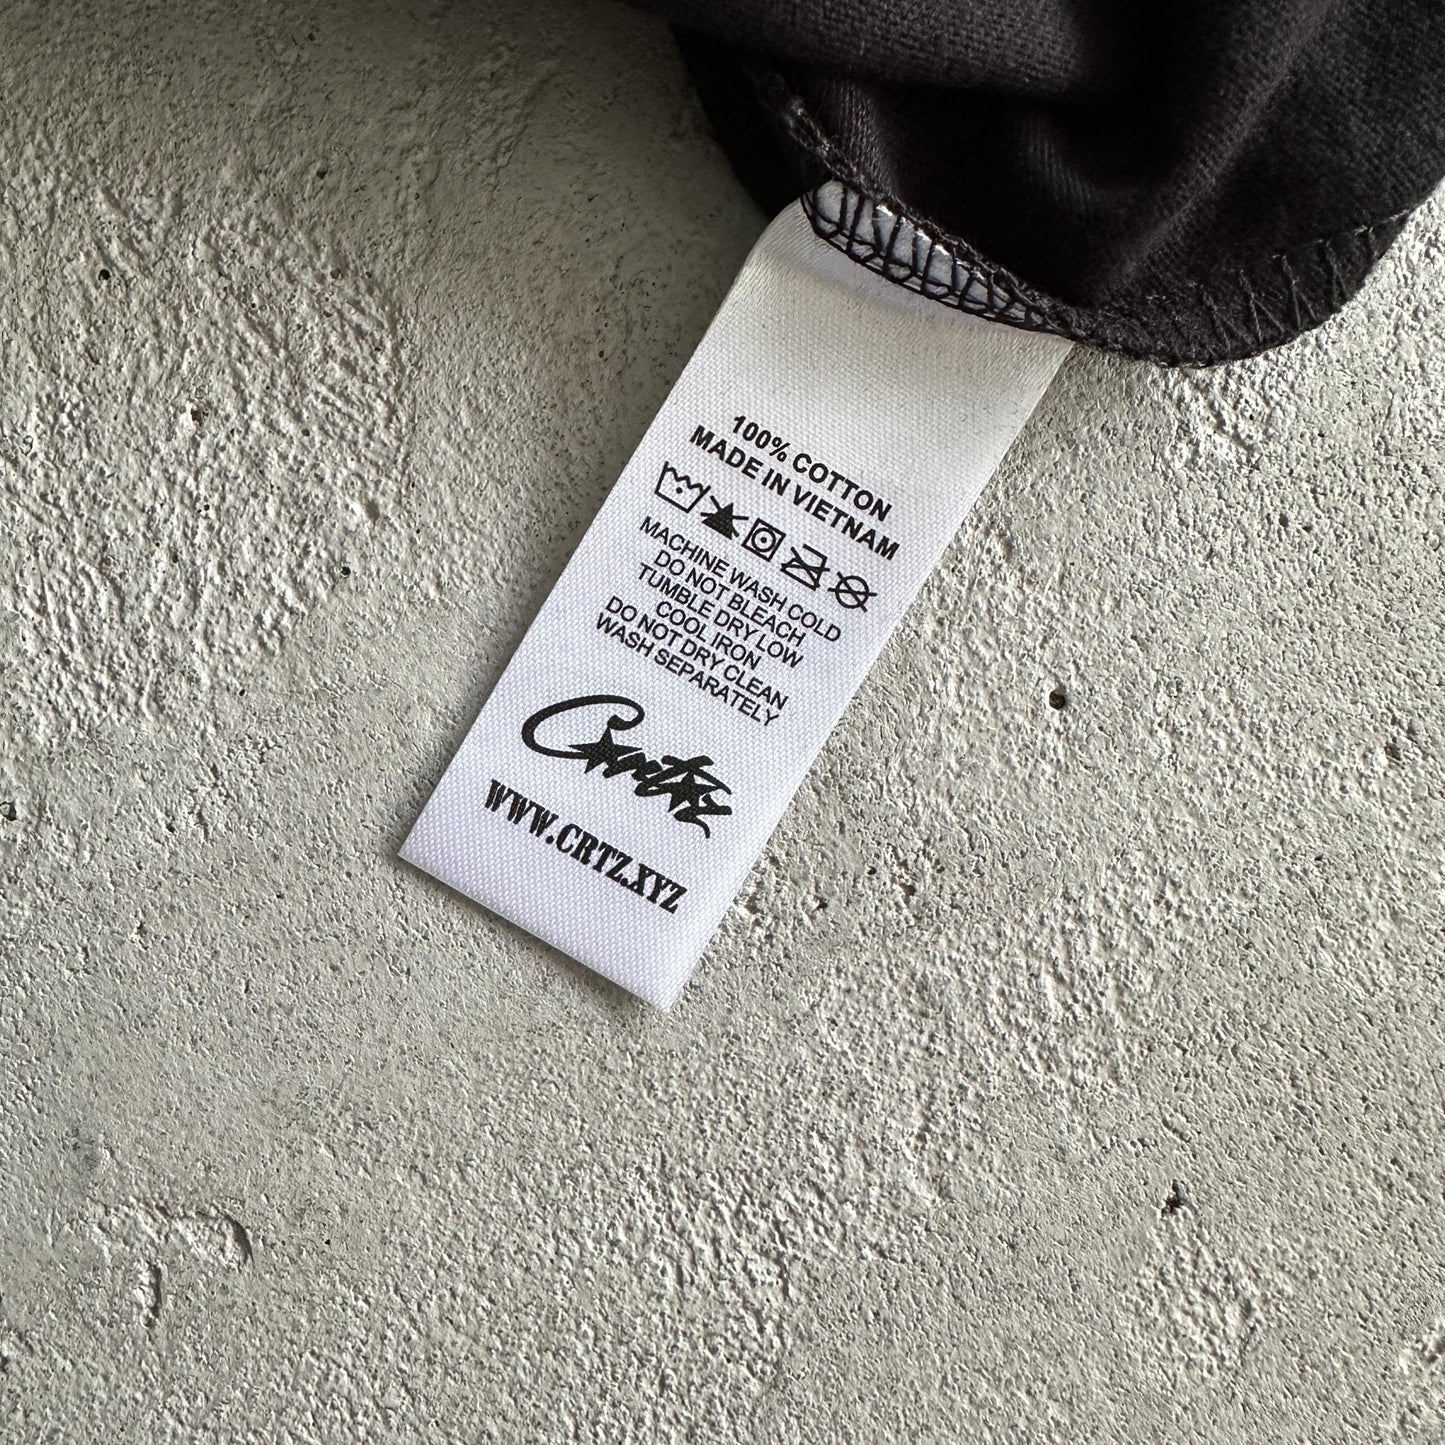 100% COTTON
MADE IN VIETNAM
MACHINE WASH COLD
DO NOT BLEACH
TUMBLE DRY LOW
COOL IRON
DO NOT DRY CLEAN
WASH SEPARATELY
Corteiz
WWW.CRTZ.XYZ